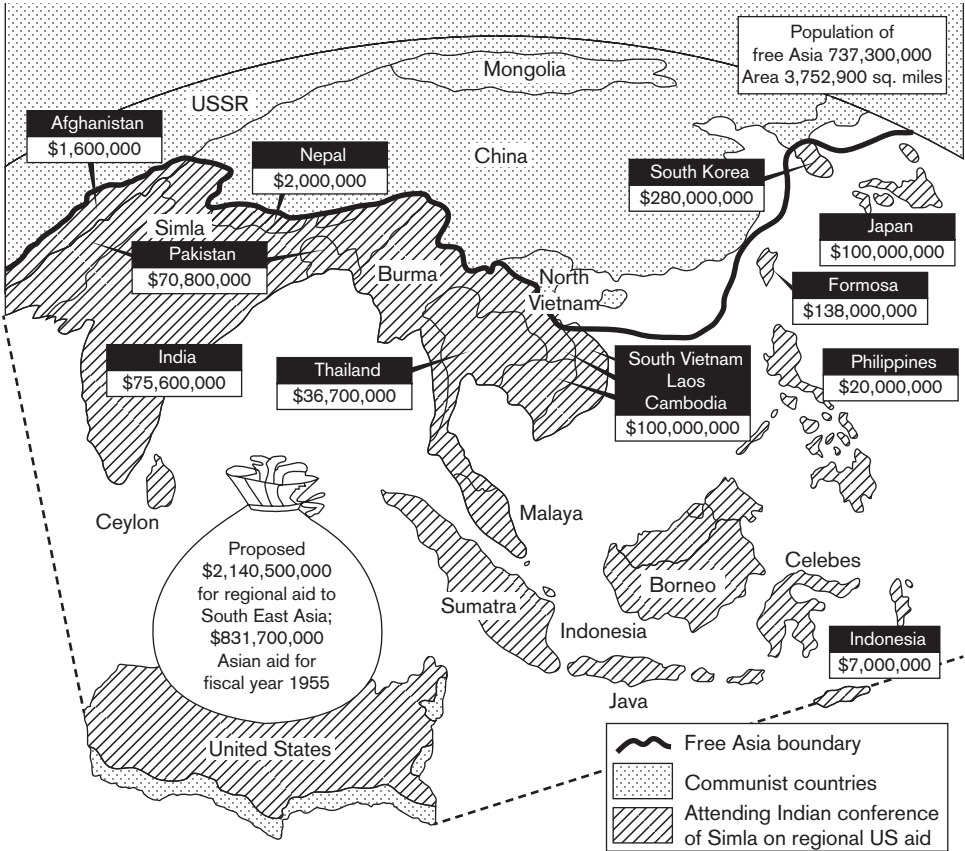 Population of
free Asia 737,300,000
Area 3,752,900 sq. miles
Mongolia
USSR
Afghanistan
$1,600,000
Nepal
$2,000,000
China
South Korea
$280,000,000
Simla
Japan
$100,000,000
Pakistan
$70,800,000
Burma
North
Vietnam
Formosa
$138,000,000
India
$75,600,000
Thailand
$36,700,000
South Vietnam
Laos
Cambodia
$100,000,000
Philippines
$20,000,000
Ceylon
Malaya
Proposed
$2,140,500,000
for regional aid to
South East Asia;
$831,700,000
Asian aid for
fiscal year 1955
Sumatra
Borneo
Celebes
Indonesia
Indonesia
$7,000,000
Java
United States
Free Asia boundary
Communist countries
Attending Indian conference
of Simla on regional US aid